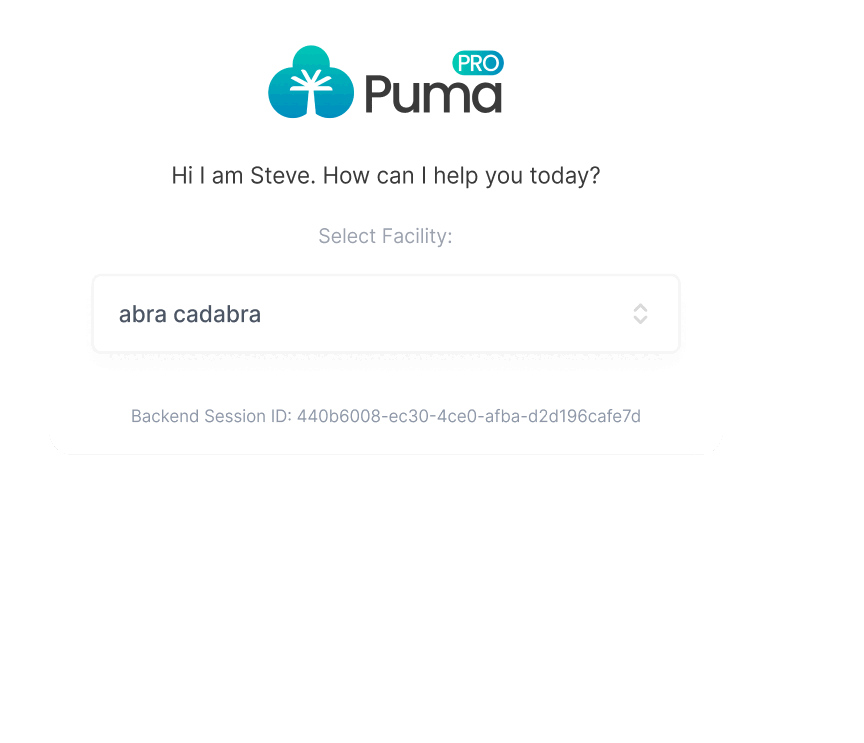 PRO
Puma
Hi I am Steve. How can I help you today?
Select Facility:
abra cadabra
Backend Session ID: 440b6008-ec30-4ce0-afba-d2d196cafe7d